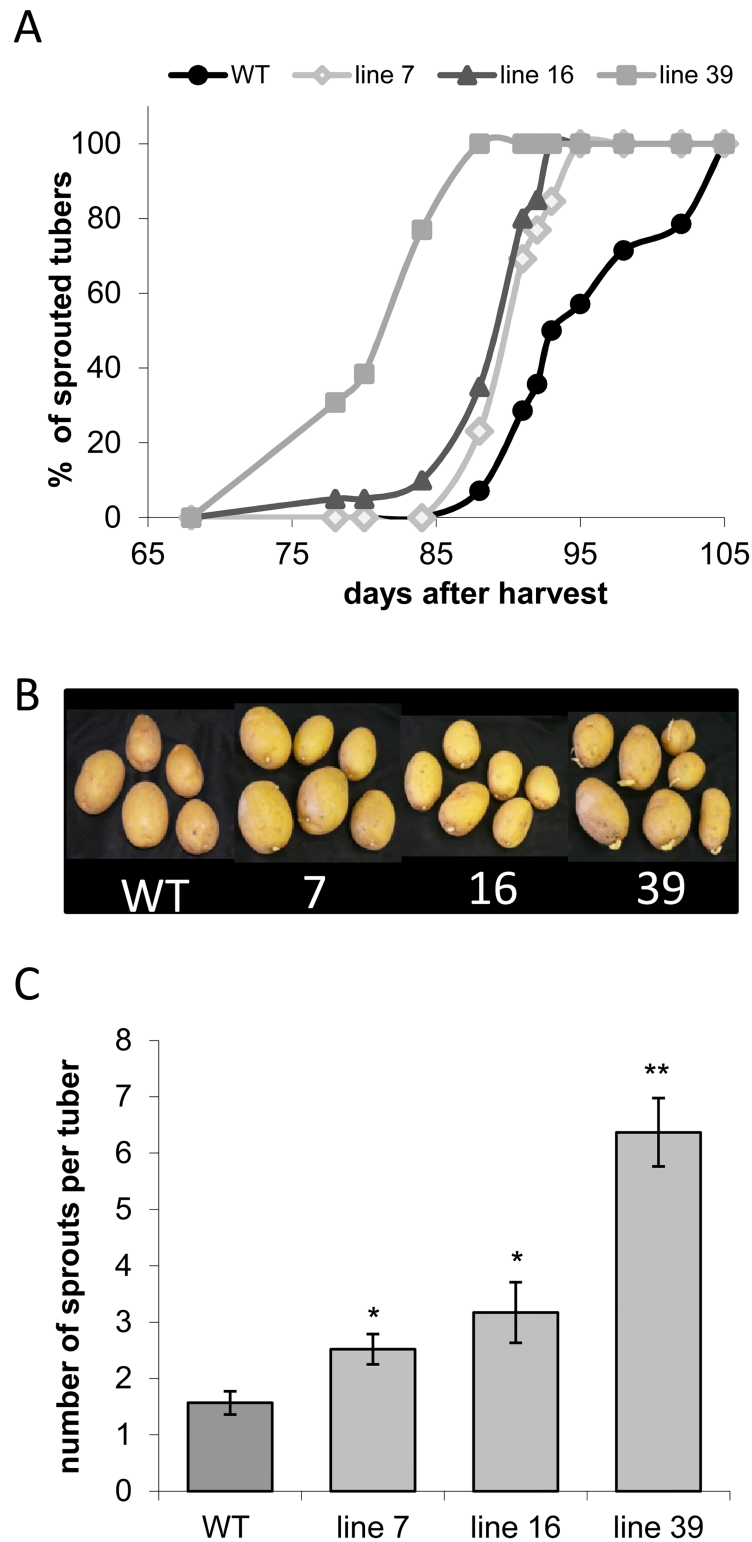 A
WT line 7 line 16 line 39
100
80
60
40
20
0
% of sprouted tubers
65 75 85 95 105
days after harvest
B
WT 7 16 39
C
8
7
6
5
4
3
2
1
0
number of sprouts per tuber
* * **
WT line 7 line 16 line 39